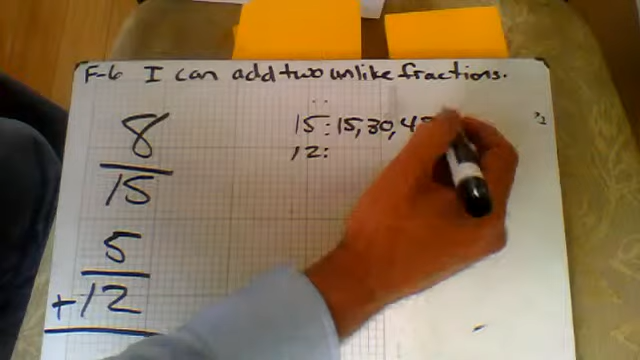 F-6 I can add two unlike fractions.
8
15
5
+12
15: 15, 30, 4
12: